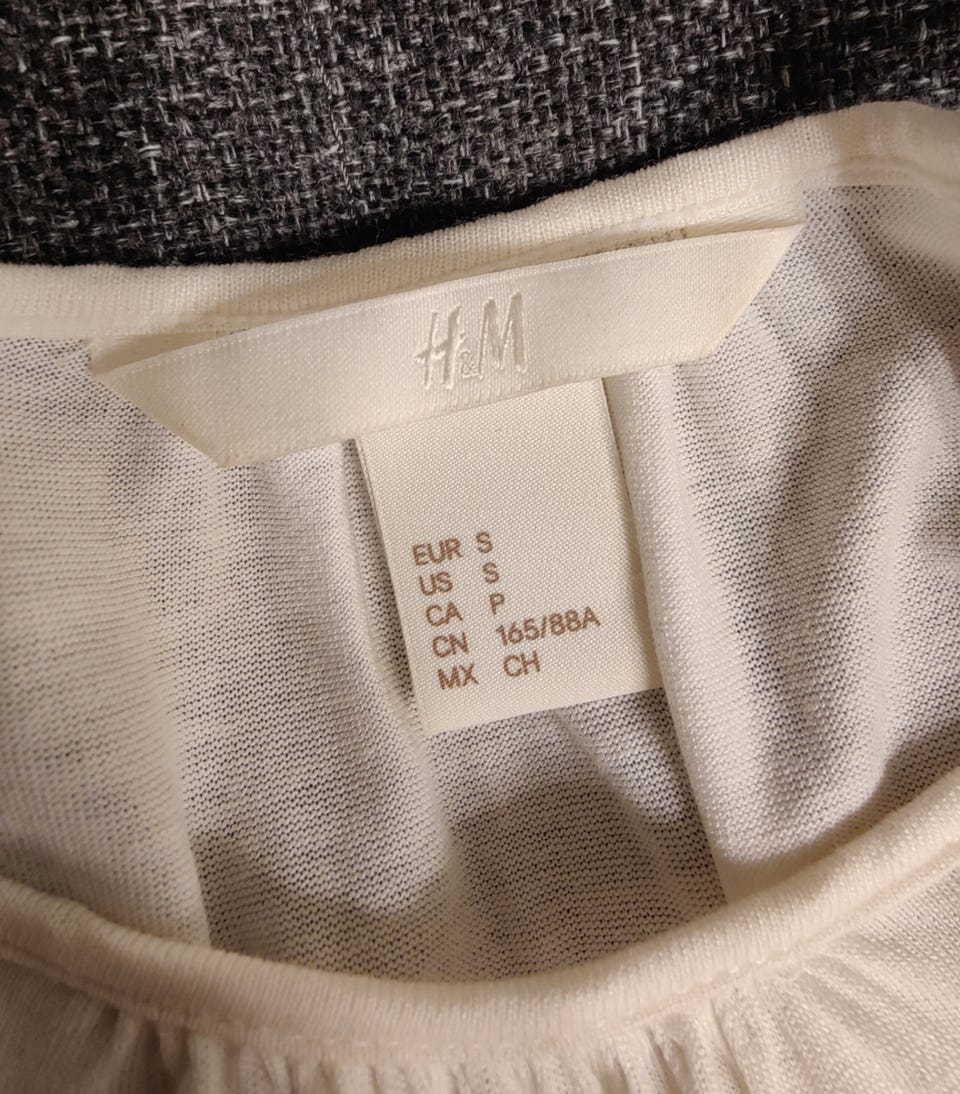 H&M
EUR S
US S
CA P
CN 165/88A
MX CH